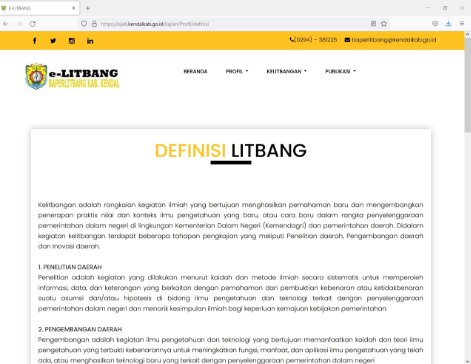 e-LITBANG
https://ejeli.kendalkab.go.id/kajian/Profil/definisi
(0294) - 381225 baperlitbang@kendalkab.go.id
e-LITBANG
BAPERLITBANG KAB. KENDAL
BERANDA PROFIL KELITBANGAN PUBLIKASI
DEFINISI LITBANG
Kelitbangan adalah rangkaian kegiatan ilmiah yang bertujuan menghasilkan pemahaman baru dan mengembangkan
penerapan praktis nilai dan konteks ilmu pengetahuan yang baru, atau cara baru dalam rangka penyelenggaraan
pemerintahan dalam negeri di lingkungan Kementerian Dalam Negeri (Kemendagri) dan pemerintahan daerah. Didalam
kegiatan kelitbangan terdapat beberapa tahapan pengkajian yang meliputi Penelitian daerah, Pengembangan daerah
dan Inovasi daerah.
1. PENELITIAN DAERAH
Penelitian adalah kegiatan yang dilakukan menurut kaidah dan metode ilmiah secara sistematis untuk memperoleh
informasi, data, dan keterangan yang berkaitan dengan pemahaman dan pembuktian kebenaran atau ketidakbenaran
suatu asumsi dan/atau hipotesis di bidang ilmu pengetahuan dan teknologi terkait dengan penyelenggaraan
pemerintahan dalam negeri dan menarik kesimpulan ilmiah bagi keperluan kemajuan kebijakan pemerintahan.
2. PENGEMBANGAN DAERAH
Pengembangan adalah kegiatan ilmu pengetahuan dan teknologi yang bertujuan memanfaatkan kaidah dan teori ilmu
pengetahuan yang terbukti kebenarannya untuk meningkatkan fungsi, manfaat, dan aplikasi ilmu pengetahuan yang telah
ada, atau menghasilkan teknologi baru yang terkait dengan penyelenggaraan pemerintahan dalam negeri